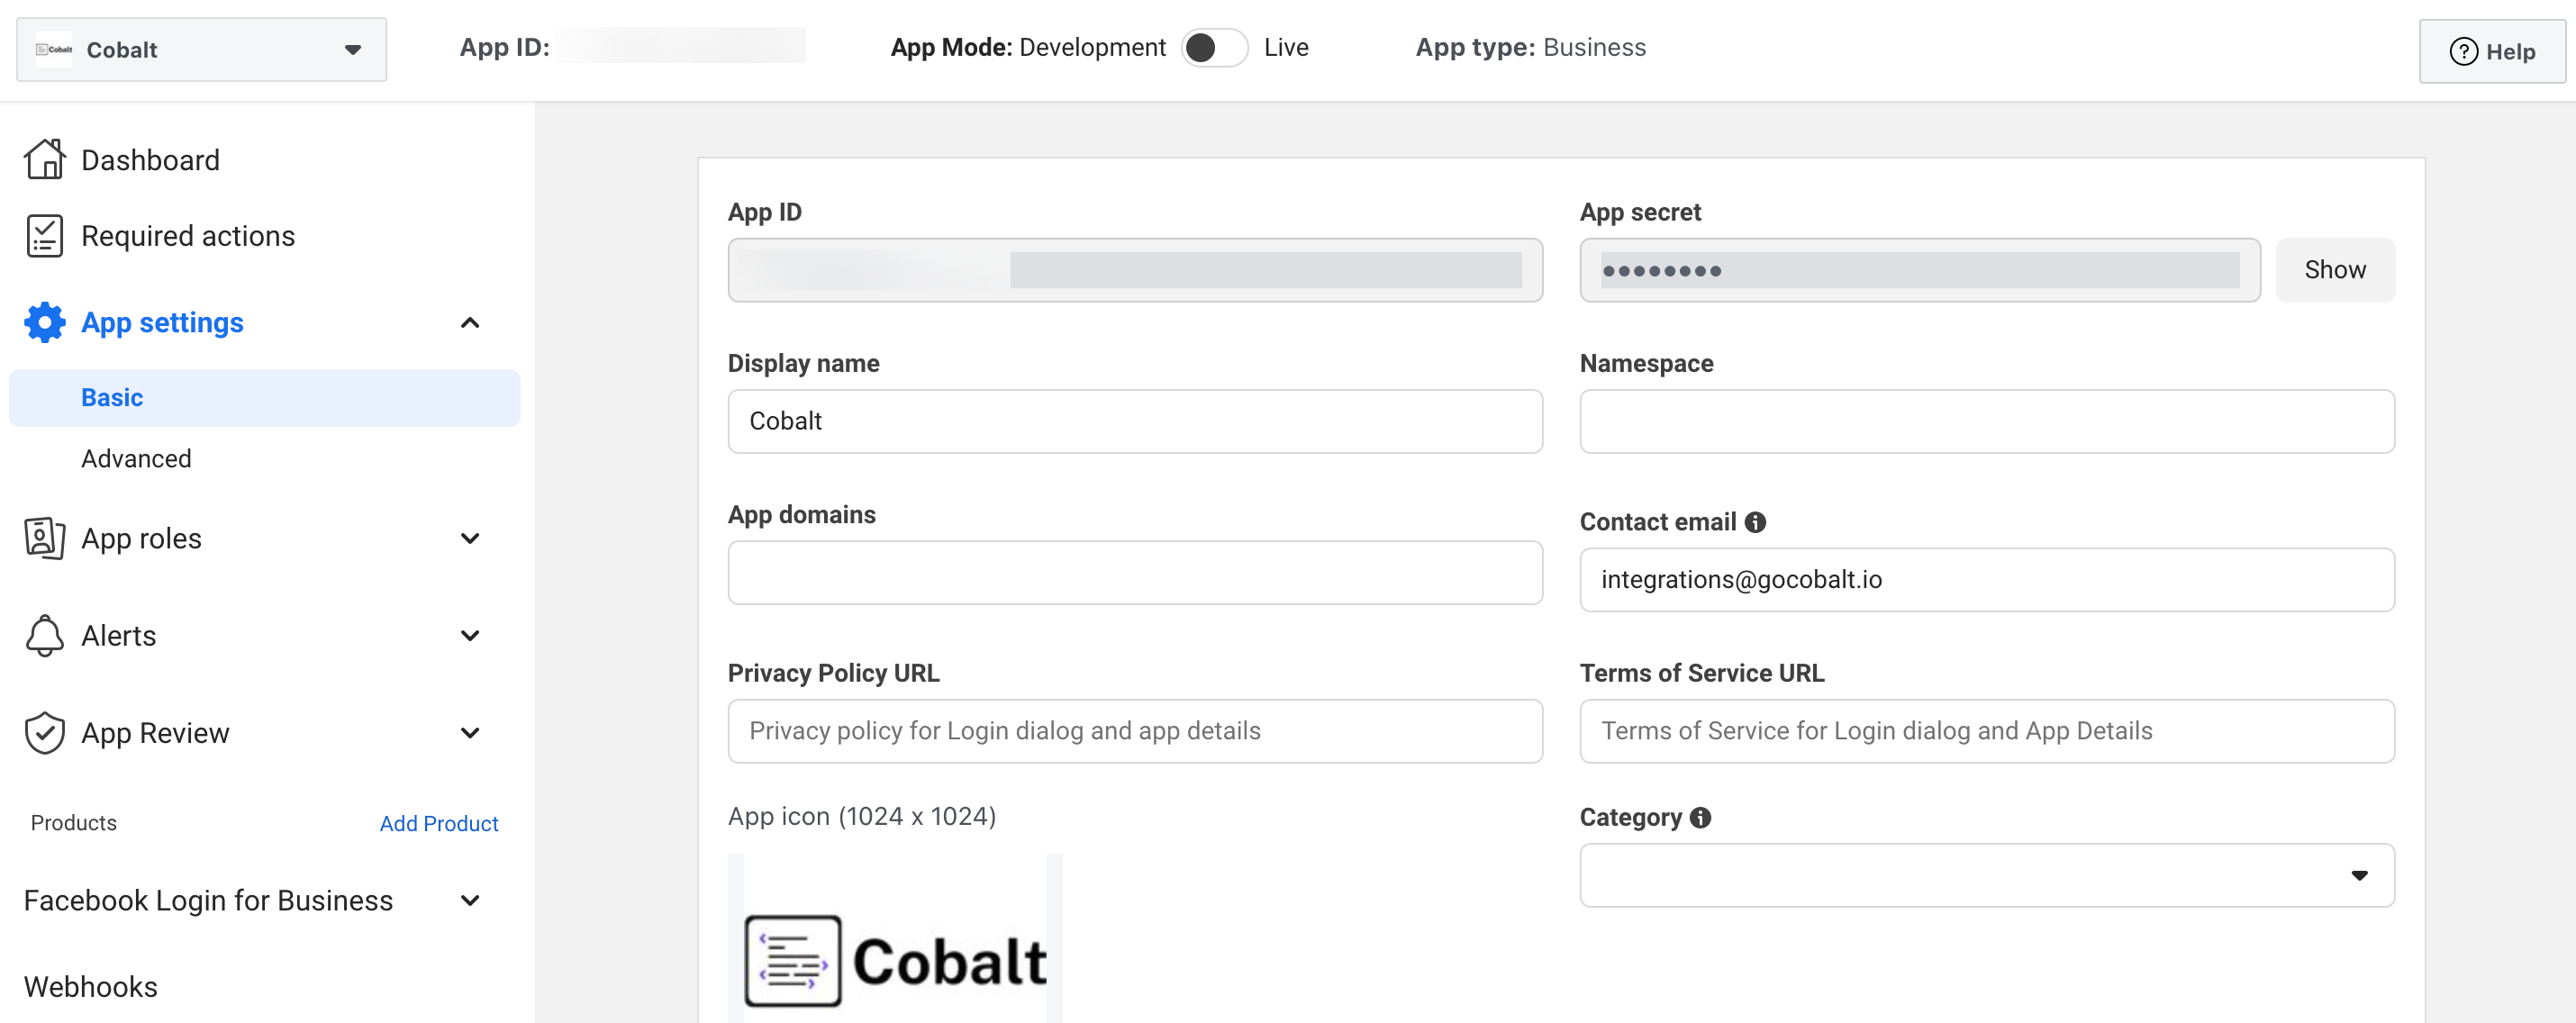 Cobalt Cobalt
App ID:
App Mode: Development Live
App type: Business
Help
Dashboard
Required actions
App settings
Basic
Advanced
App roles
Alerts
App Review
Products Add Product
Facebook Login for Business
Webhooks
App ID
App secret
•••••••• Show
Display name
Cobalt
Namespace
App domains
Contact email
integrations@gocobalt.io
Privacy Policy URL
Privacy policy for Login dialog and app details
Terms of Service URL
Terms of Service for Login dialog and App Details
App icon (1024 x 1024)
Cobalt
Category